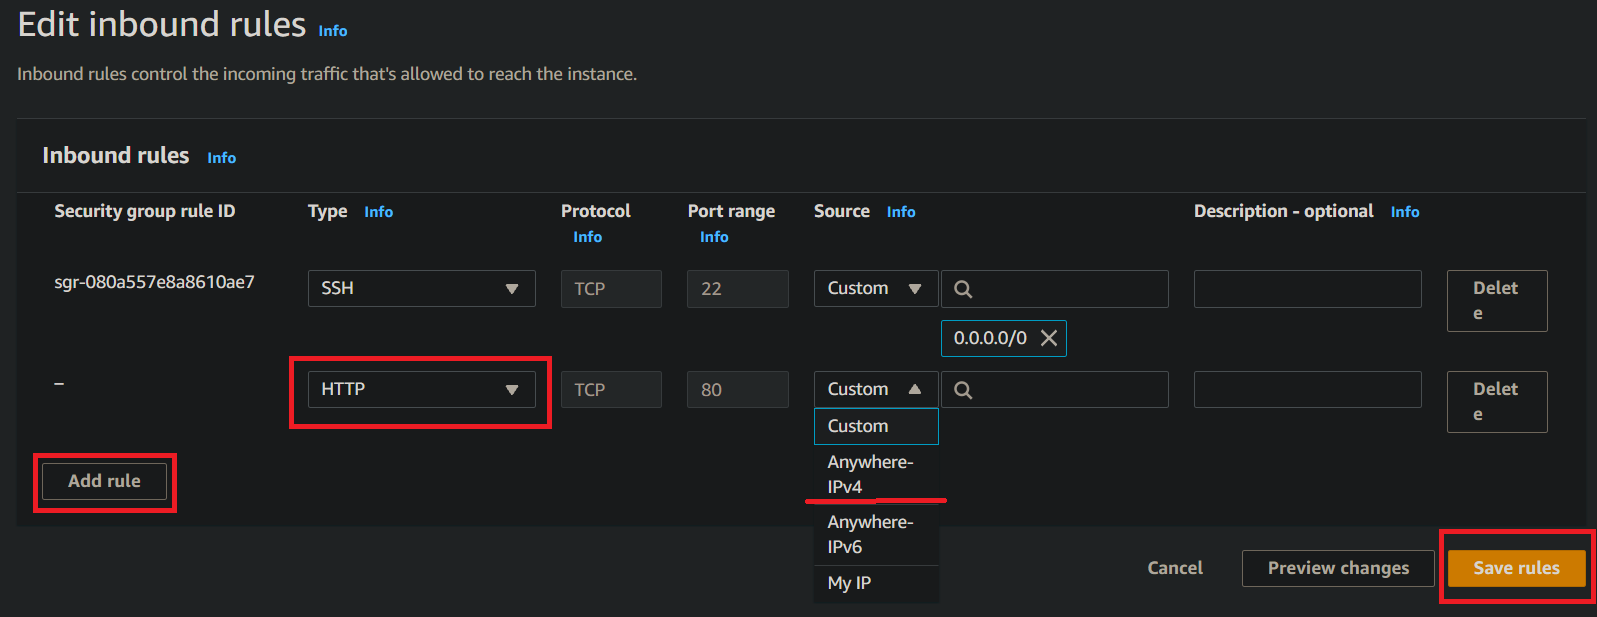 Edit inbound rules Info
Inbound rules control the incoming traffic that's allowed to reach the instance.
Inbound rules Info
Security group rule ID
Type Info
Protocol
Info
Port range
Info
Source Info
Description - optional Info
sgr-080a557e8a8610ae7
SSH
TCP
22
Custom
0.0.0.0/0
Delet
e
–
HTTP
TCP
80
Custom
Custom
Anywhere-
IPv4
Anywhere-
IPv6
My IP
Delet
e
Add rule
Cancel
Preview changes
Save rules